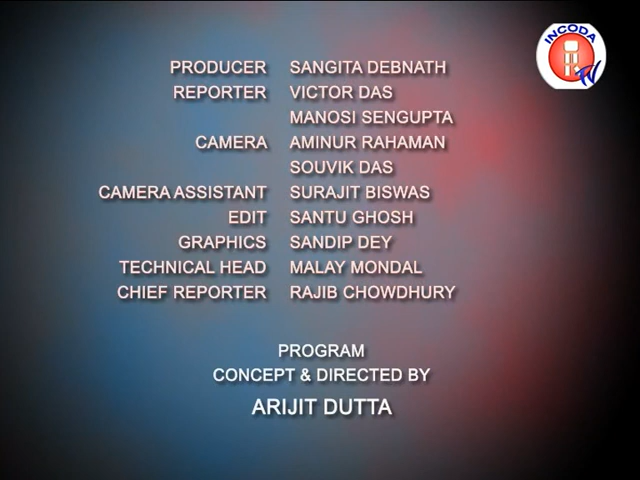 INCODA
TV
PRODUCER SANGITA DEBNATH
REPORTER VICTOR DAS
MANOSI SENGUPTA
CAMERA AMINUR RAHAMAN
SOUVIK DAS
CAMERA ASSISTANT SURAJIT BISWAS
EDIT SANTU GHOSH
GRAPHICS SANDIP DEY
TECHNICAL HEAD MALAY MONDAL
CHIEF REPORTER RAJIB CHOWDHURY
PROGRAM
CONCEPT & DIRECTED BY
ARIJIT DUTTA